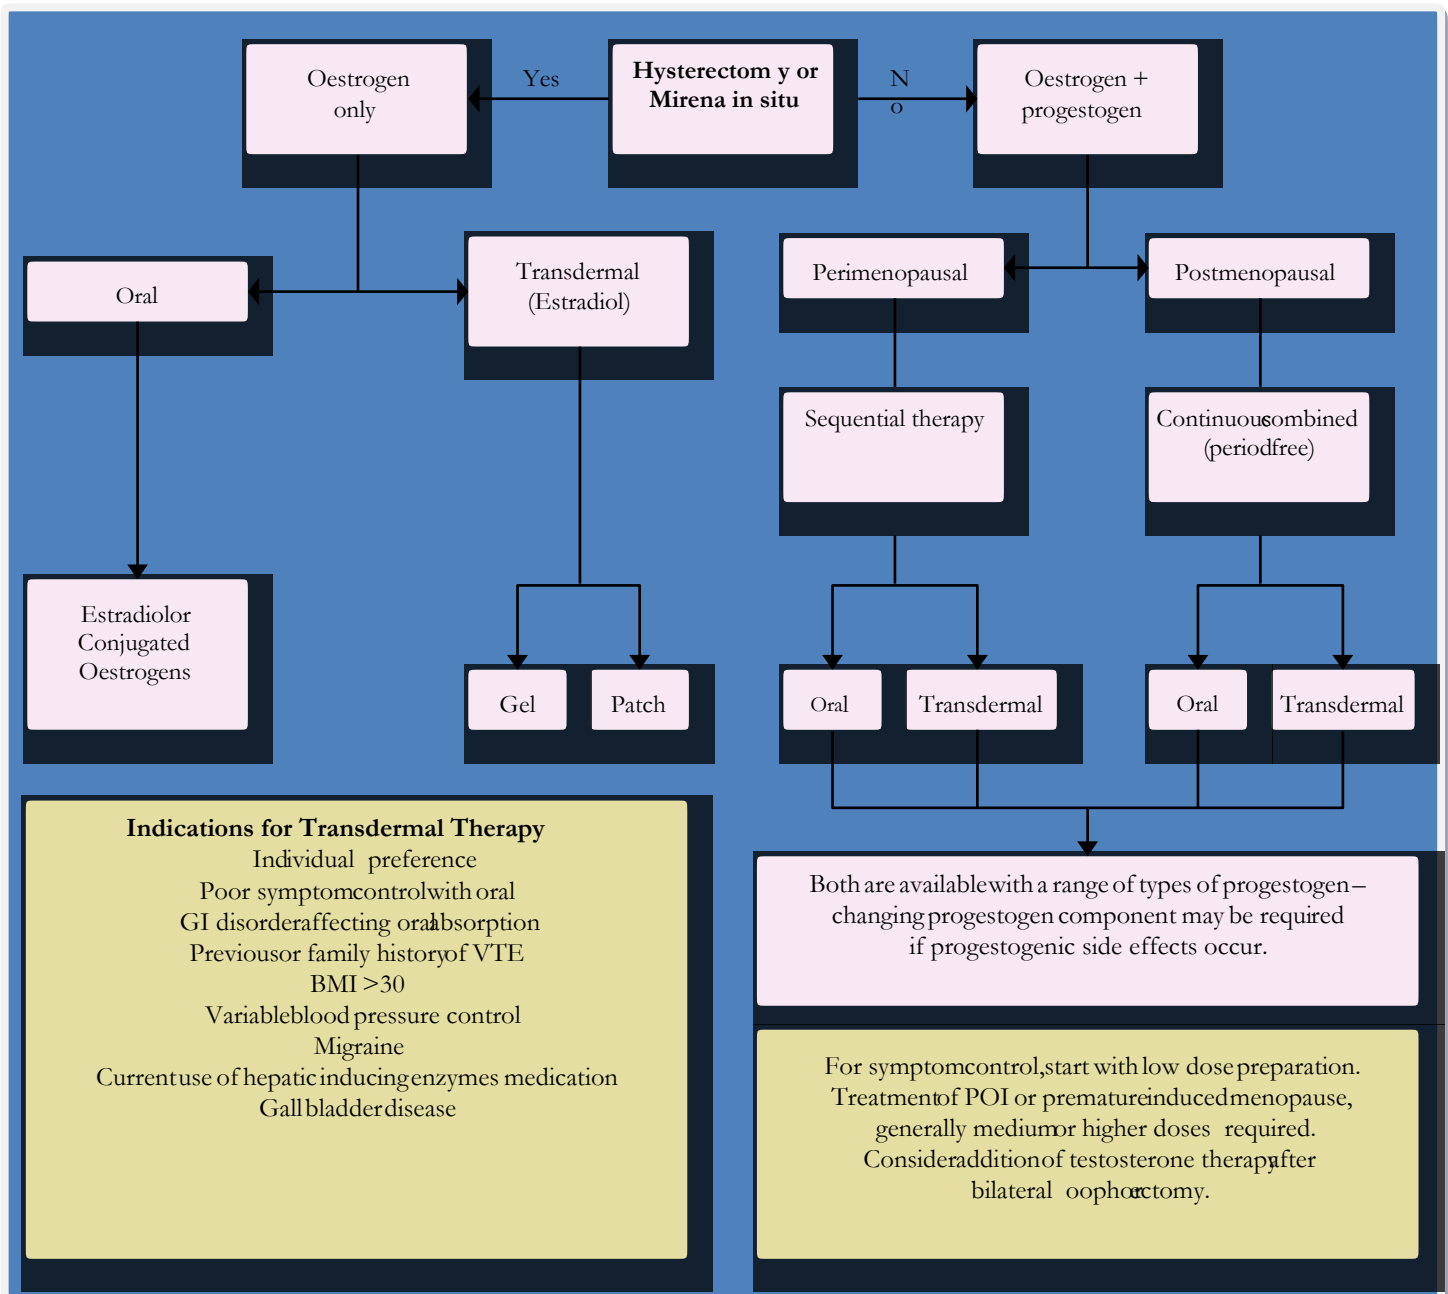 Oestrogen
only
Yes
Hysterectom y or
Mirena in situ
N
o
Oestrogen +
progestogen
Oral
Transdermal
(Estradiol)
Perimenopausal
Postmenopausal
Sequential therapy
Continuouscombined
(periodfree)
Estradiolor
Conjugated
Oestrogens
Gel
Patch
Oral
Transdermal
Oral
Transdermal
Indications for Transdermal Therapy
Individual preference
Poor symptomcontrolwith oral
GI disorderaffecting oralabsorption
Previousor family historyof VTE
BMI >30
Variableblood pressure control
Migraine
Currentuse of hepatic inducingenzymes medication
Gallbladderdisease
Both are availablewith a range of types of progestogen–
changingprogestogen component may be required
if progestogenic side effects occur.
For symptomcontrol,start with low dosepreparation.
Treatmentof POI or prematureinducedmenopause,
generally mediumor higher doses required.
Consideradditionof testosterone therapyafter
bilateral oophorectomy.